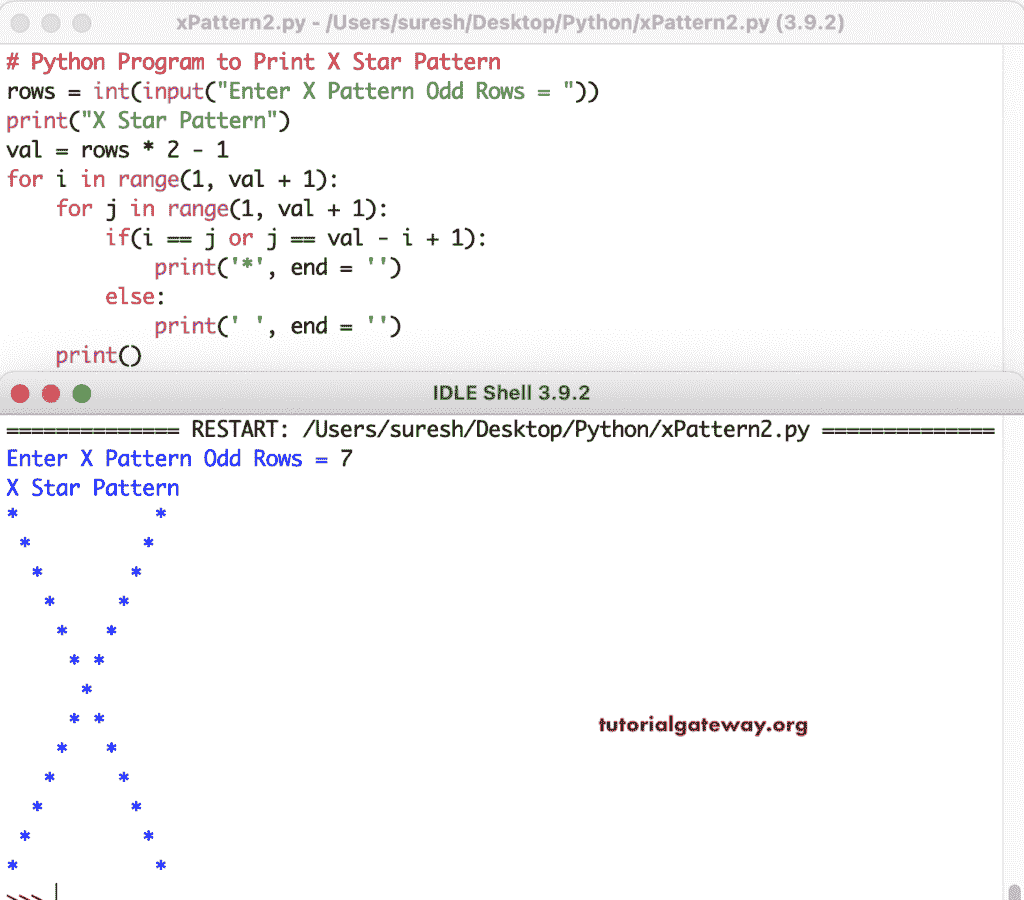 xPattern2.py - /Users/suresh/Desktop/Python/xPattern2.py (3.9.2)
# Python Program to Print X Star Pattern
rows = int(input("Enter X Pattern Odd Rows = "))
print("X Star Pattern")
val = rows * 2 - 1
for i in range(1, val + 1):
    for j in range(1, val + 1):
        if(i == j or j == val - i + 1):
            print('*', end = '')
        else:
            print(' ', end = '')
    print()
IDLE Shell 3.9.2
============== RESTART: /Users/suresh/Desktop/Python/xPattern2.py ==============
Enter X Pattern Odd Rows = 7
X Star Pattern
*           *
 *         *
  *       *
   *     *
    *   *
     * *
      *
     * *
    *   *
   *     *
  *       *
 *         *
*           *
>>>
tutorialgateway.org